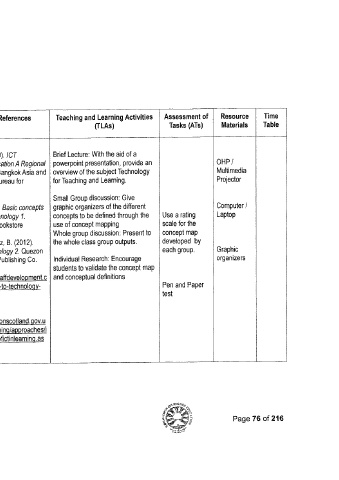 References
Teaching and Learning Activities
(TLAs)
Assessment of
Tasks (ATs)
Resource
Materials
Time
Table
). ICT
ation A Regional
angkok Asia and
ureau for
Basic concepts
nology 1.
ookstore
z, B. (2012).
logy 2. Quezon
Publishing Co.
affdevelopment.c
-to-technology-
onscotland.gov.u
ing/approaches/i
fictinlearning.as
Brief Lecture: With the aid of a
powerpoint presentation, provide an
overview of the subject Technology
for Teaching and Learning.
Small Group discussion: Give
graphic organizers of the different
concepts to be defined through the
use of concept mapping
Whole group discussion: Present to
the whole class group outputs.
Individual Research: Encourage
students to validate the concept map
and conceptual definitions
Use a rating
scale for the
concept map
developed by
each group.
Pen and Paper
test
OHP /
Multimedia
Projector
Computer /
Laptop
Graphic
organizers
Page 76 of 216